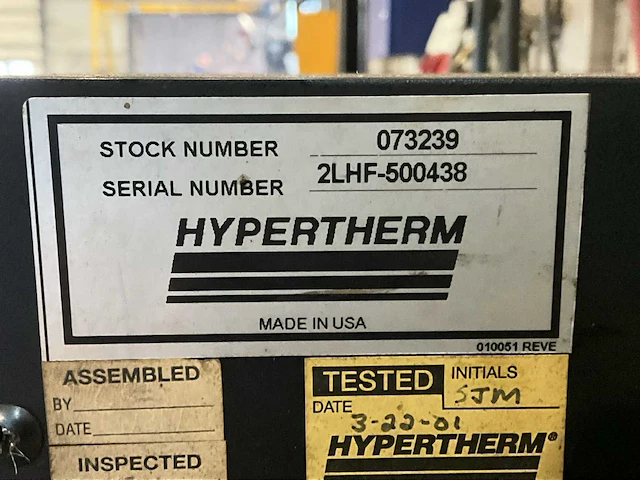 STOCK NUMBER 073239
SERIAL NUMBER 2LHF-500438
HYPERTHERM
MADE IN USA
010051 REVE
ASSEMBLED
BY
DATE
INSPECTED
TESTED INITIALS
SJM
DATE 3-22-01
HYPERTHERM®